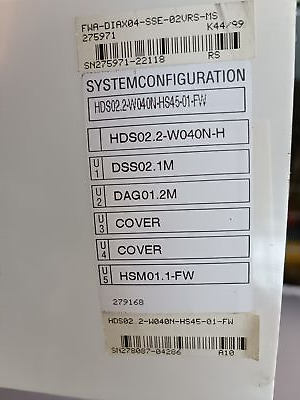 FWA-DIAX04-SSE-02VRS-MS
275971 K44/99
SN275971-22118 RS
SYSTEMCONFIGURATION
HDS02.2-W040N-HS45-01-FW
HDS02.2-W040N-H
U1 DSS02.1M
U2 DAG01.2M
U3 COVER
U4 COVER
U5 HSM01.1-FW
279168
HDS02.2-W040N-HS45-01-FW
SN278087-04286 A10